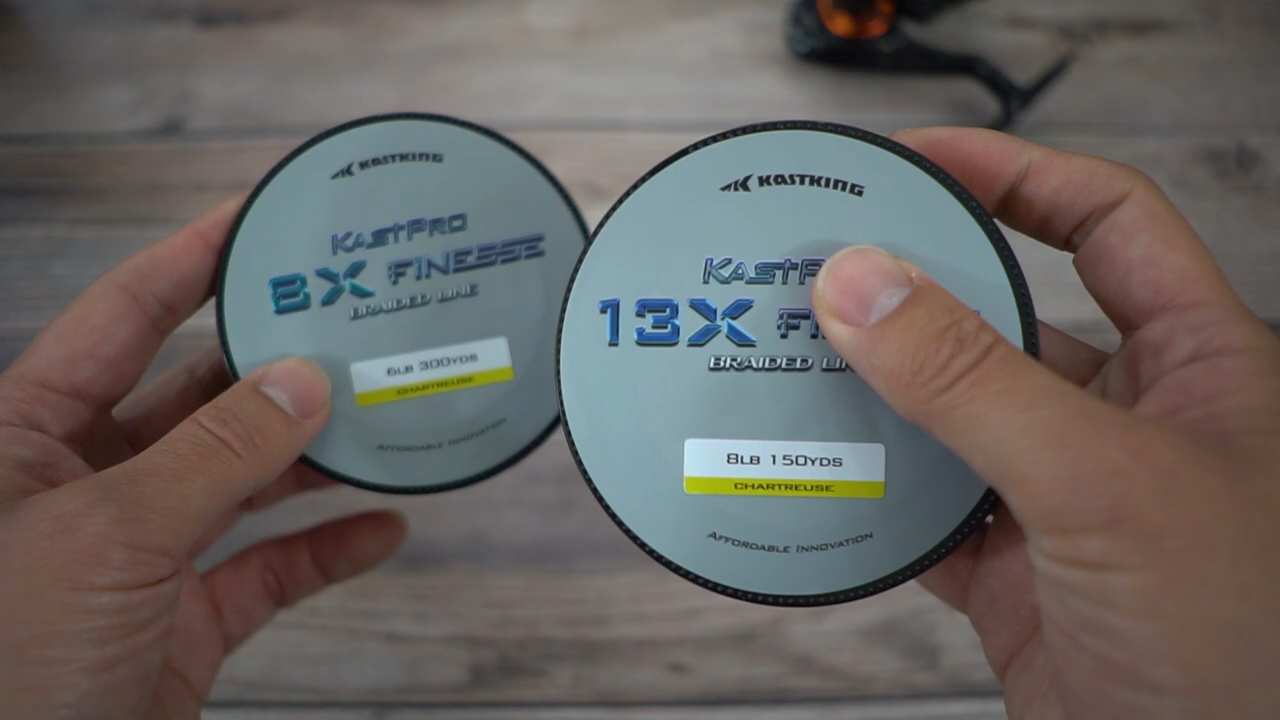 KASTKING
KASTPRO
8X FINESSE
BRAIDED LINE
6LB 300YDS
CHARTREUSE
AFFORDABLE INNOVATION
KASTKING
13X
BRAIDED
8LB 150YDS
CHARTREUSE
AFFORDABLE INNOVATION